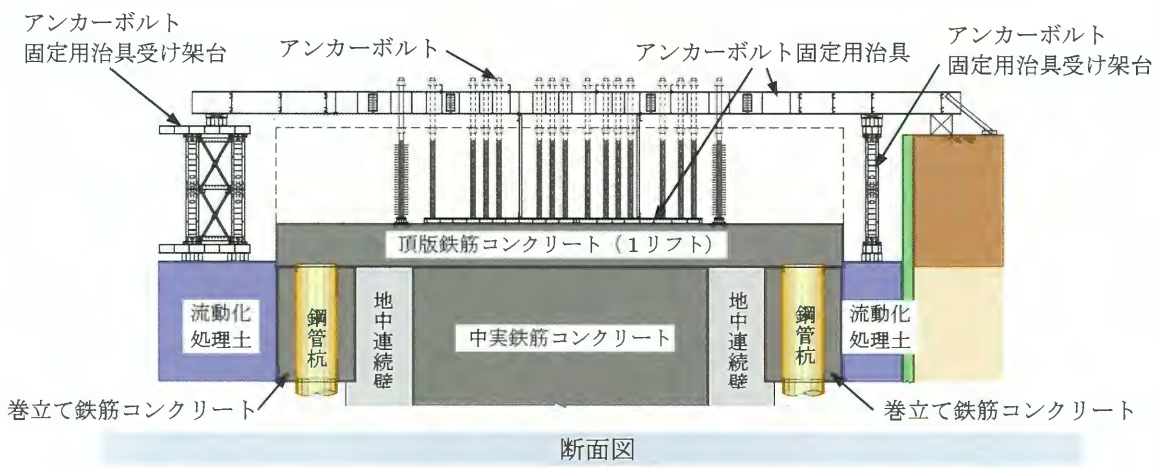 アンカーボルト
固定用治具受け架台
アンカーボルト
アンカーボルト固定用治具
アンカーボルト
固定用治具受け架台
頂版鉄筋コンクリート（１リフト）
流動化
処理土
鋼管杭
地中連続壁
中実鉄筋コンクリート
地中連続壁
鋼管杭
流動化
処理土
巻立て鉄筋コンクリート
巻立て鉄筋コンクリート
断面図